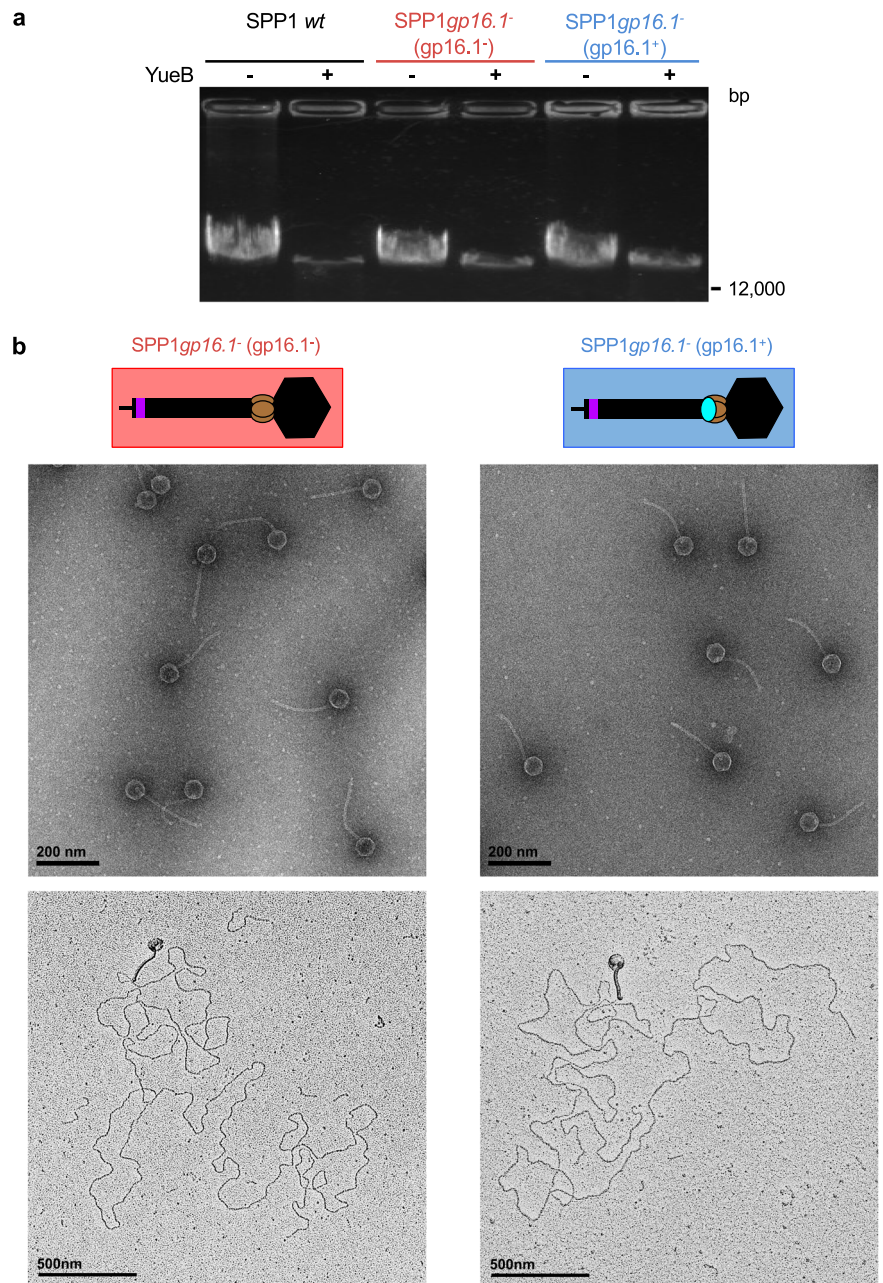 a
SPP1 wt
SPP1gp16.1⁻
(gp16.1⁻)
SPP1gp16.1⁻
(gp16.1⁺)
YueB - + - + - +
bp
12,000
b
SPP1gp16.1⁻ (gp16.1⁻)
SPP1gp16.1⁻ (gp16.1⁺)
200 nm
200 nm
500nm
500nm